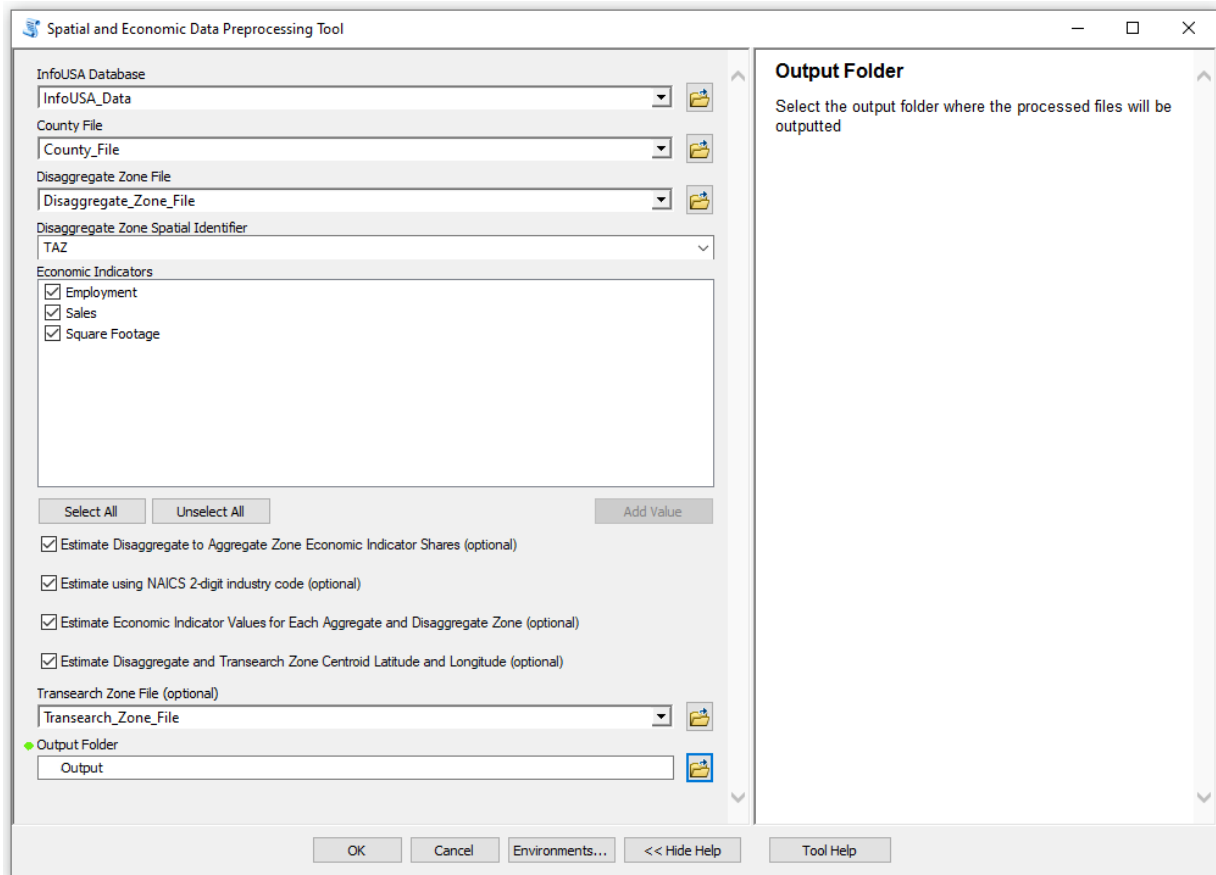 Spatial and Economic Data Preprocessing Tool
InfoUSA Database
InfoUSA_Data
County File
County_File
Disaggregate Zone File
Disaggregate_Zone_File
Disaggregate Zone Spatial Identifier
TAZ
Economic Indicators
Employment
Sales
Square Footage
Select All
Unselect All
Add Value
Estimate Disaggregate to Aggregate Zone Economic Indicator Shares (optional)
Estimate using NAICS 2-digit industry code (optional)
Estimate Economic Indicator Values for Each Aggregate and Disaggregate Zone (optional)
Estimate Disaggregate and Transearch Zone Centroid Latitude and Longitude (optional)
Transearch Zone File (optional)
Transearch_Zone_File
Output Folder
Output
Output Folder
Select the output folder where the processed files will be
outputted
OK
Cancel
Environments...
<< Hide Help
Tool Help